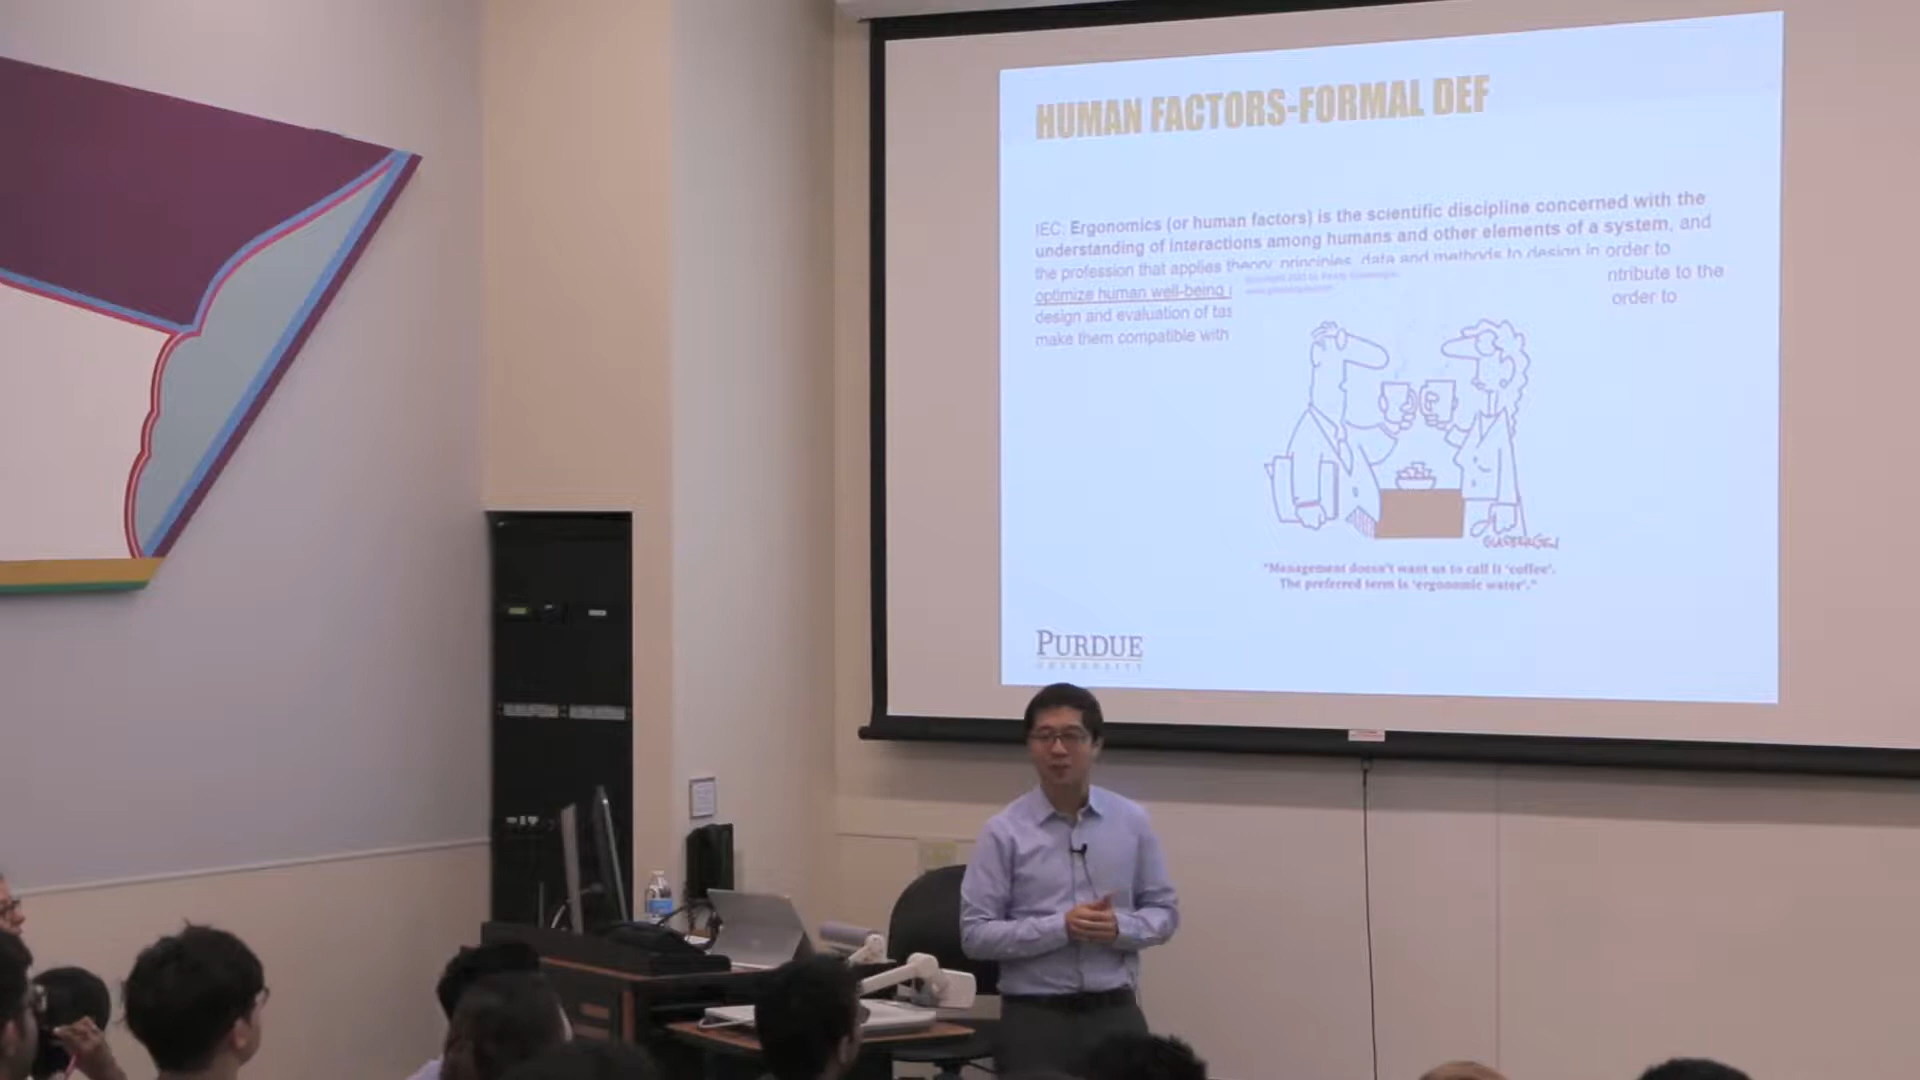 HUMAN FACTORS-FORMAL DEF
IEC: Ergonomics (or human factors) is the scientific discipline concerned with the
understanding of interactions among humans and other elements of a system, and
the profession that applies theory, principles, data and methods to design in order to
optimize human well-being
ntribute to the
design and evaluation of tas
order to
make them compatible with
GLASBERGEN
"Management doesn't want us to call it 'coffee'.
The preferred term is 'ergonomic water'."
PURDUE
UNIVERSITY